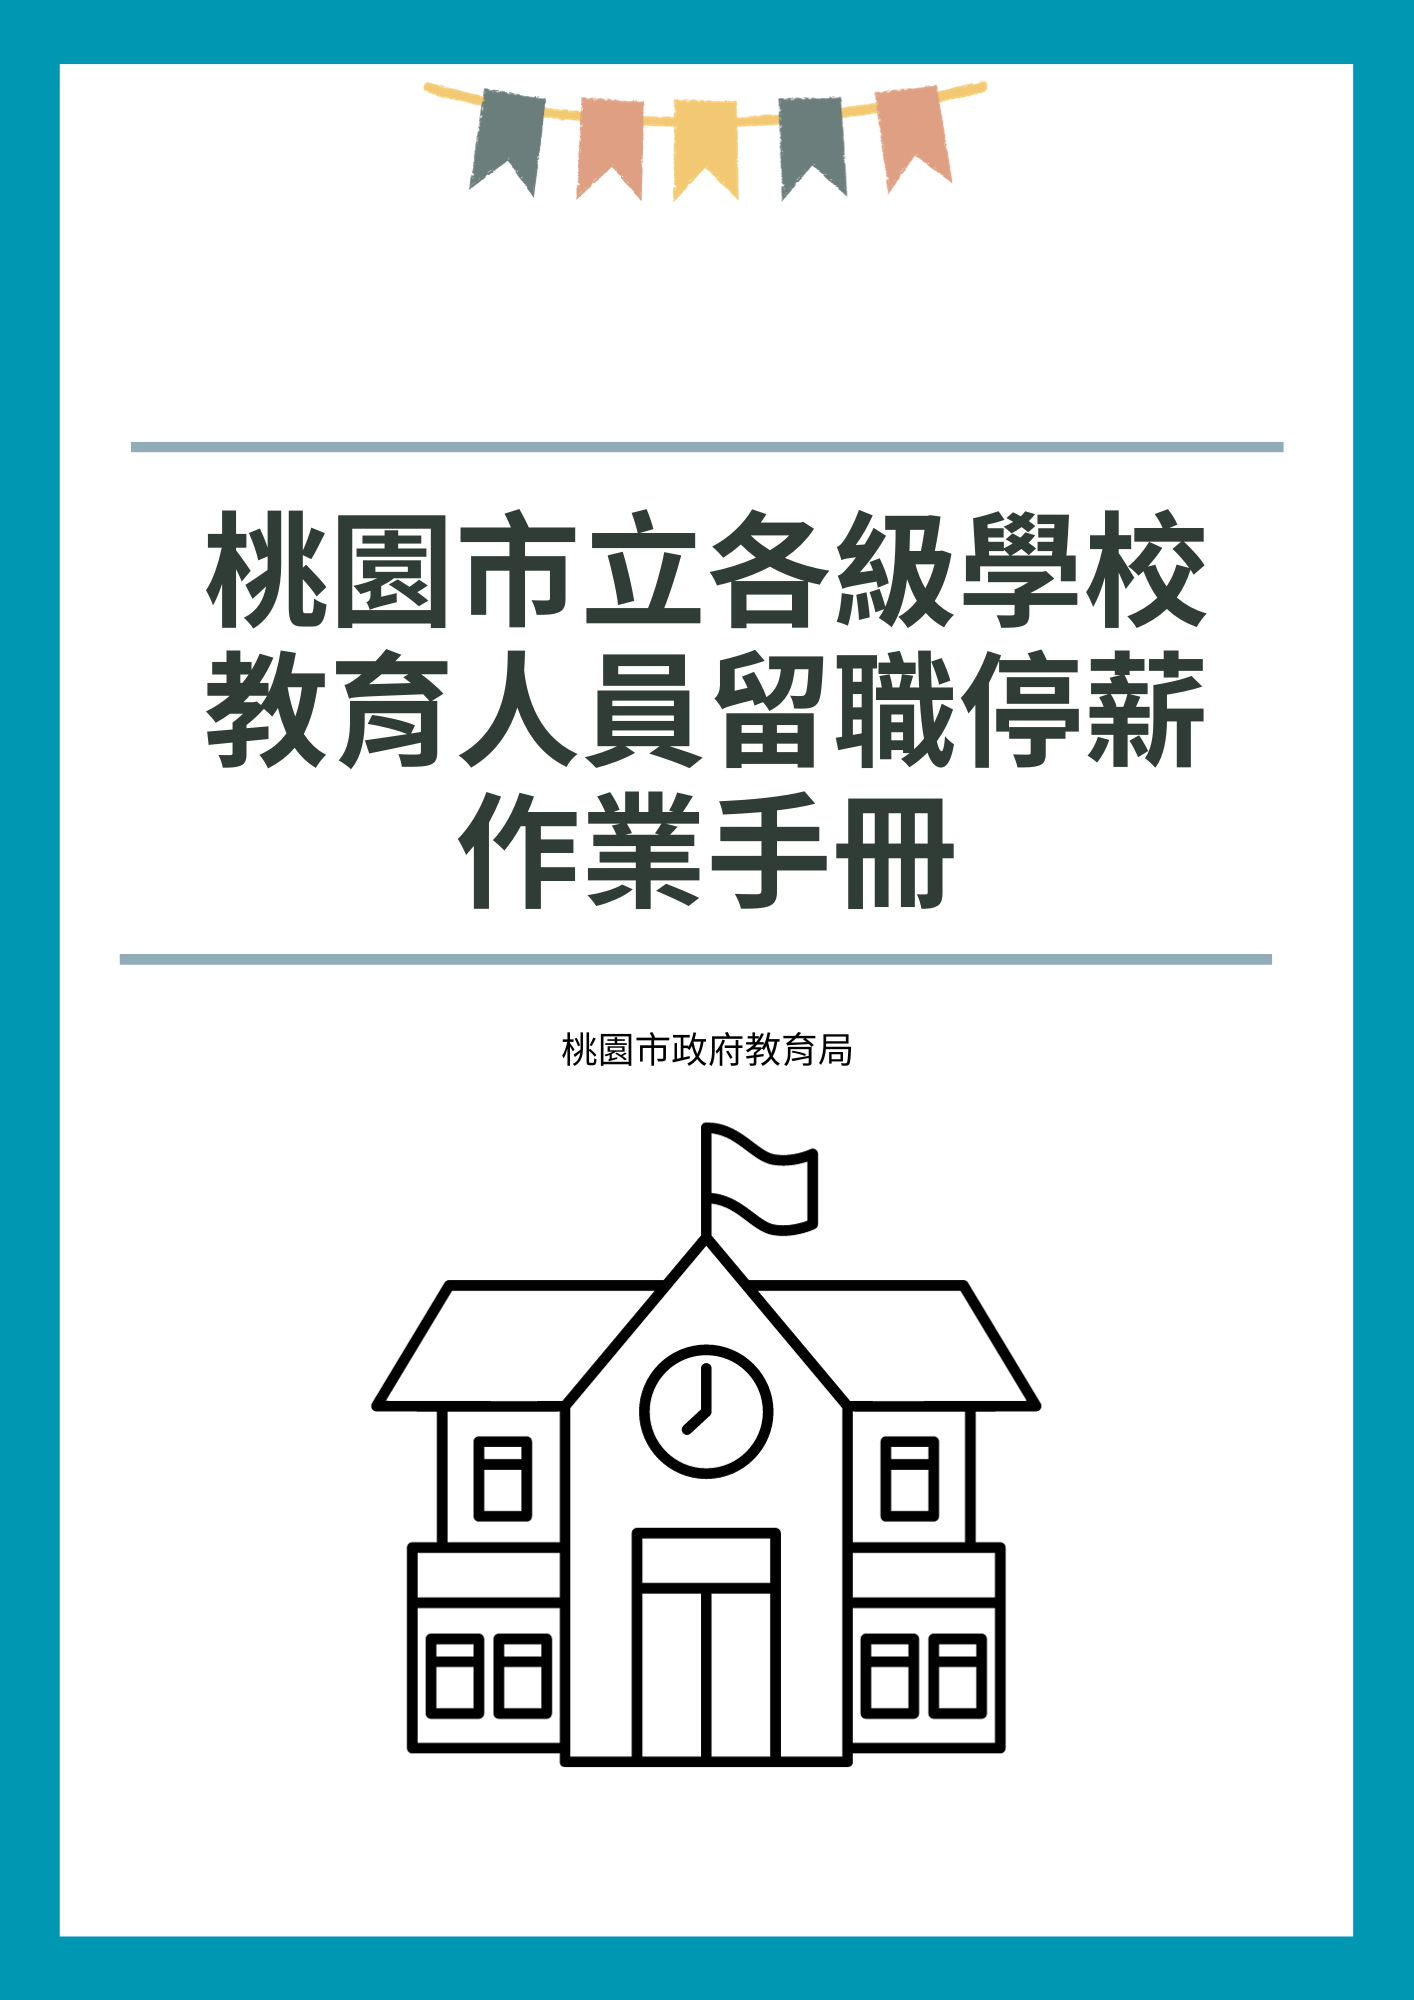 桃園市立各級學校
教育人員留職停薪
作業手冊
桃園市政府教育局